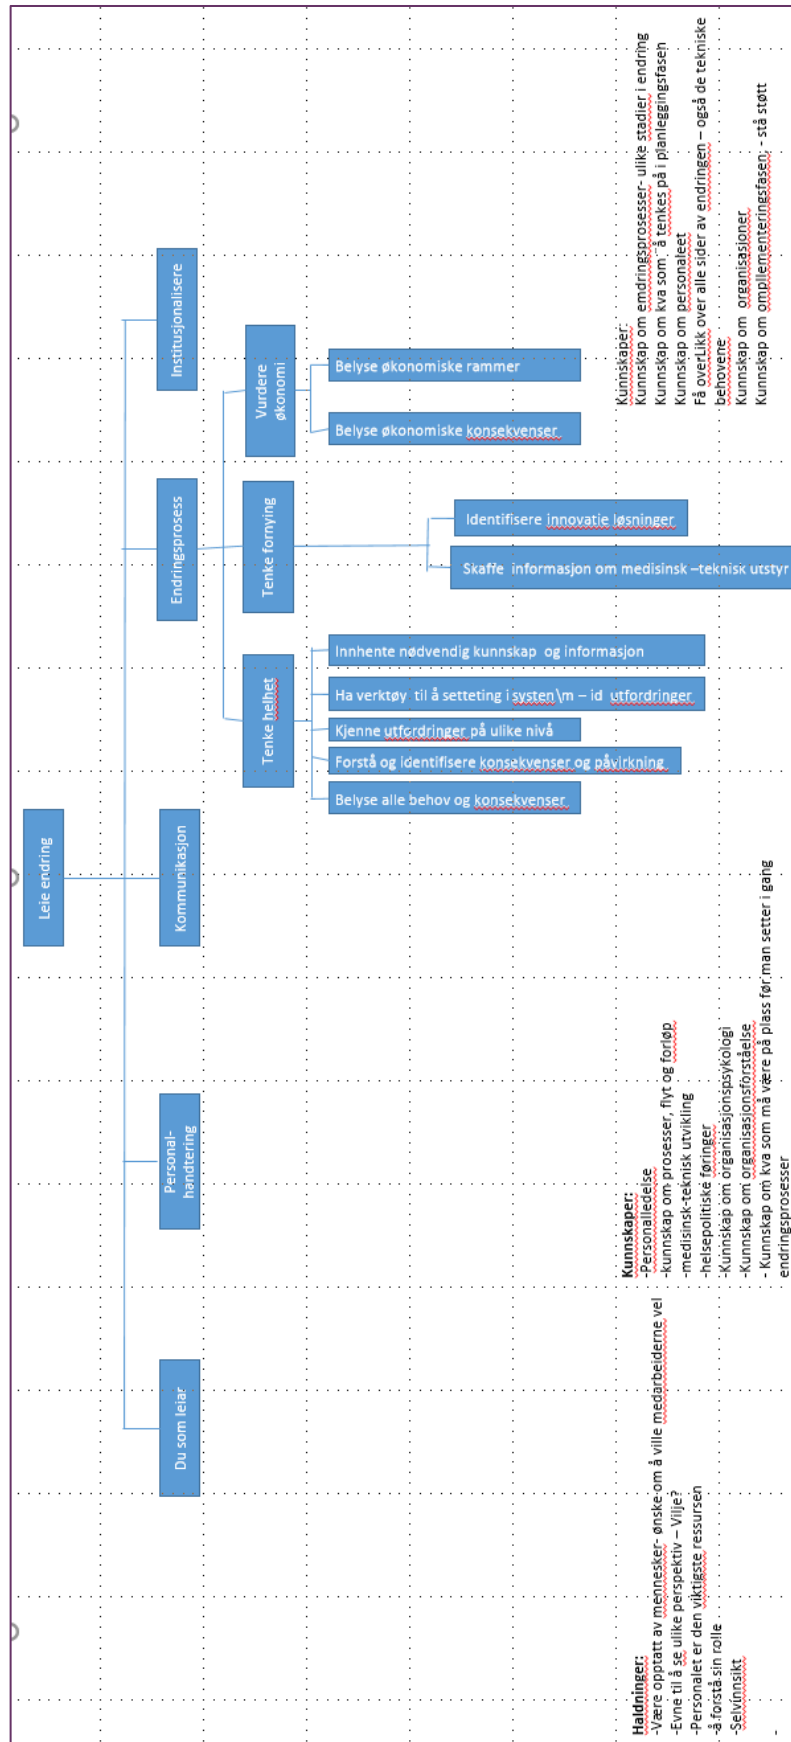 Leie endring
Du som leiar
Personal-
handtering
Kommunikasjon
Endringsprosess
Institusjonalisere
Tenke helhet
Tenke fornying
Vurdere
økonomi
Belyse alle behov og konsekvenser
Forstå og identifisere konsekvenser og påvirkning
Kjenne utfordringer på ulike nivå
Ha verktøy til å setteting i systen\m – id utfordringer
Innhente nødvendig kunnskap og informasjon
Skaffe informasjon om medisinsk –teknisk utstyr
Identifisere innovatie løsninger
Belyse økonomiske konsekvenser
Belyse økonomiske rammer
Haldninger:
-Være opptatt av mennesker- ønske om å ville medarbeiderne vel
-Evne til å se ulike perspektiv – Vilje?
-Personalet er den viktigste ressursen
-å forstå sin rolle
-Selvinnsikt
-
Kunnskaper:
-Personalledelse
-kunnskap om prosesser, flyt og forløp
-medisinsk-teknisk utvikling
-helsepolitiske føringer
-Kunnskap om organisasjonspsykologi
-Kunnskap om organisasjonsforståelse
- Kunnskap om kva som må være på plass før man setter i gang
endringsprosesser
Kunnskaper:
Kunnskap om emdringsprosesser- ulike stadier i endring
Kunnskap om kva som å tenkes på i planleggingsfasen
Kunnskap om personaleet
Få overLikk over alle sider av endringen – også de tekniske
behovene
Kunnskap om organisasjoner
Kunnskap om ompllementeringsfasen; - stå støtt